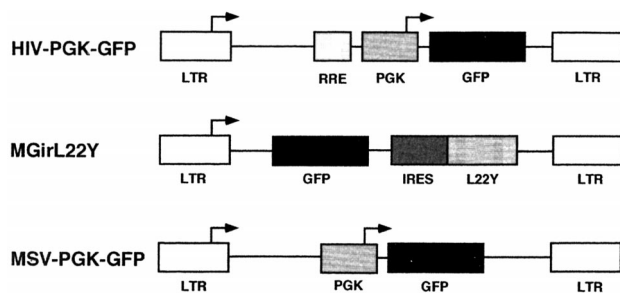 HIV-PGK-GFP
LTR RRE PGK GFP LTR
MGirL22Y
LTR GFP IRES L22Y LTR
MSV-PGK-GFP
LTR PGK GFP LTR